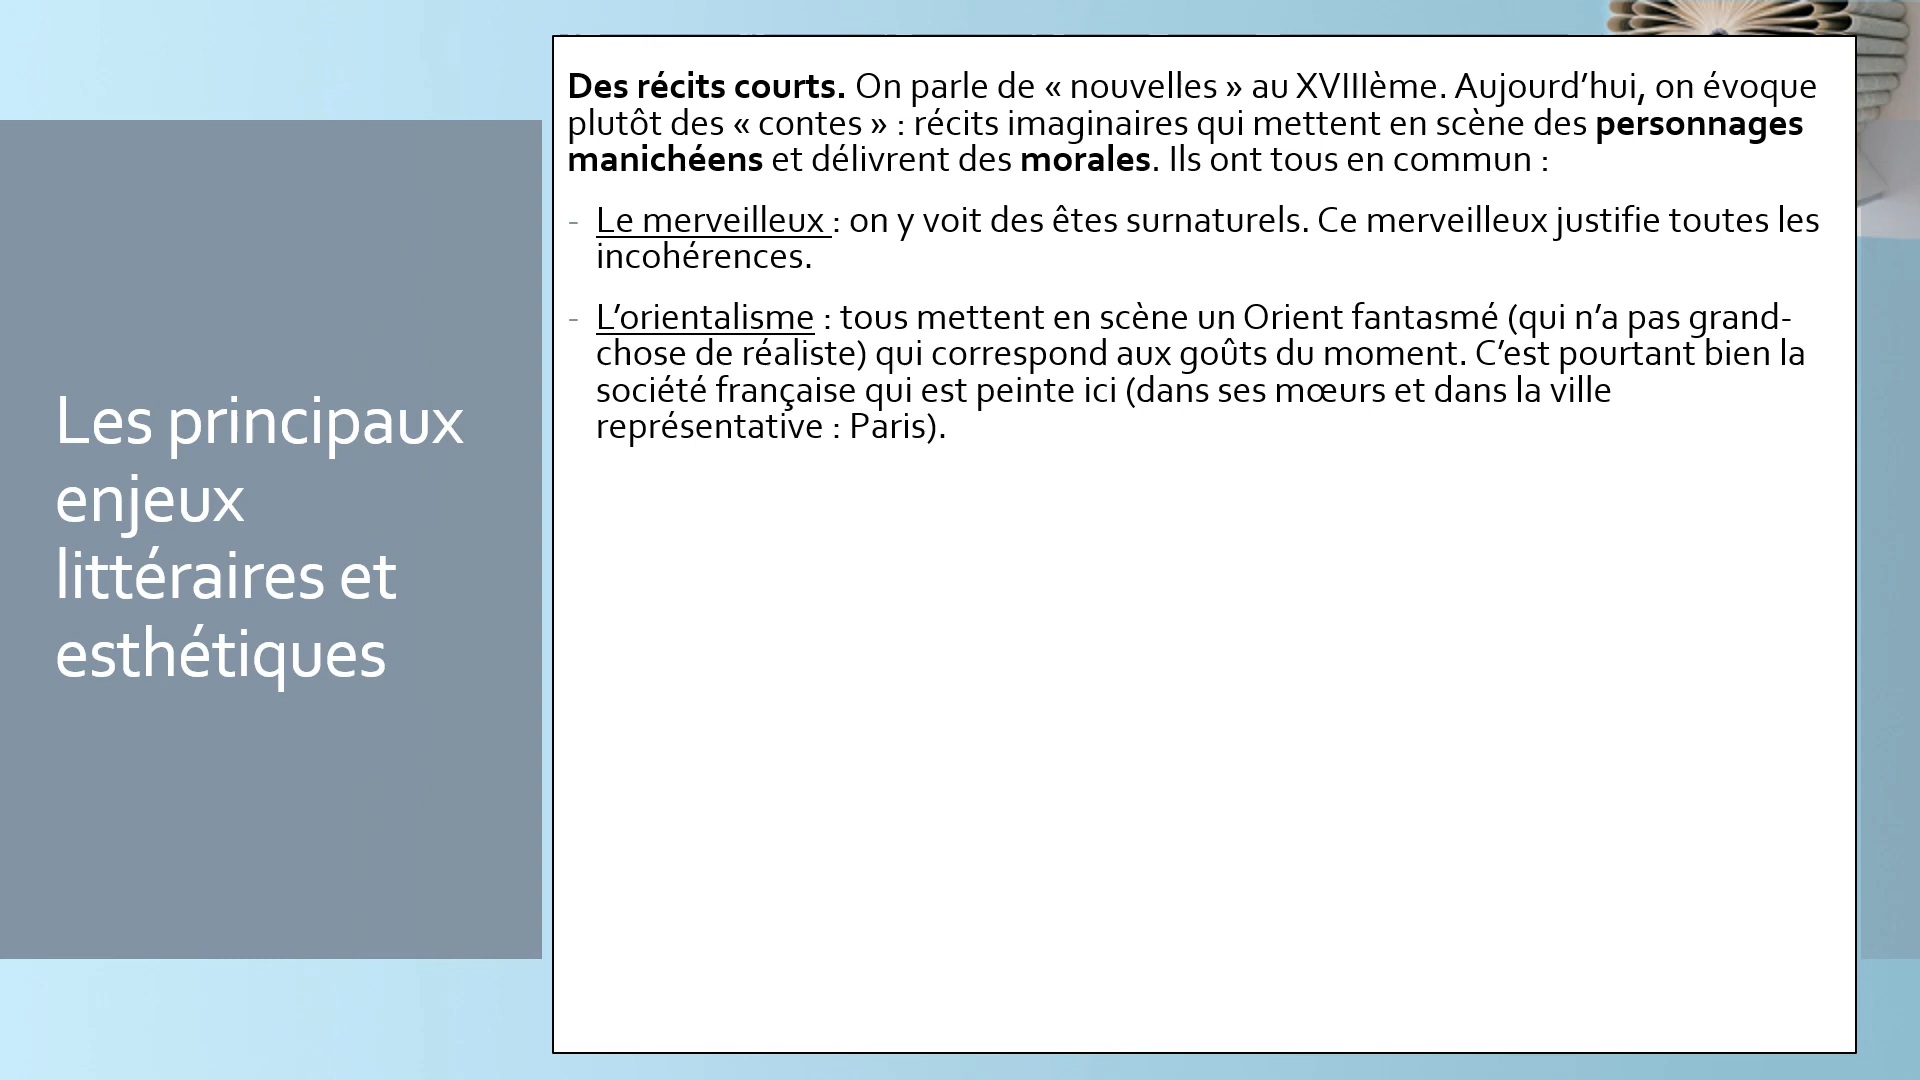 Les principaux
enjeux
littéraires et
esthétiques
Des récits courts. On parle de « nouvelles » au XVIIIème. Aujourd’hui, on évoque
plutôt des « contes » : récits imaginaires qui mettent en scène des personnages
manichéens et délivrent des morales. Ils ont tous en commun :
- Le merveilleux : on y voit des êtes surnaturels. Ce merveilleux justifie toutes les
incohérences.
- L’orientalisme : tous mettent en scène un Orient fantasmé (qui n’a pas grand-
chose de réaliste) qui correspond aux goûts du moment. C’est pourtant bien la
société française qui est peinte ici (dans ses mœurs et dans la ville
représentative : Paris).